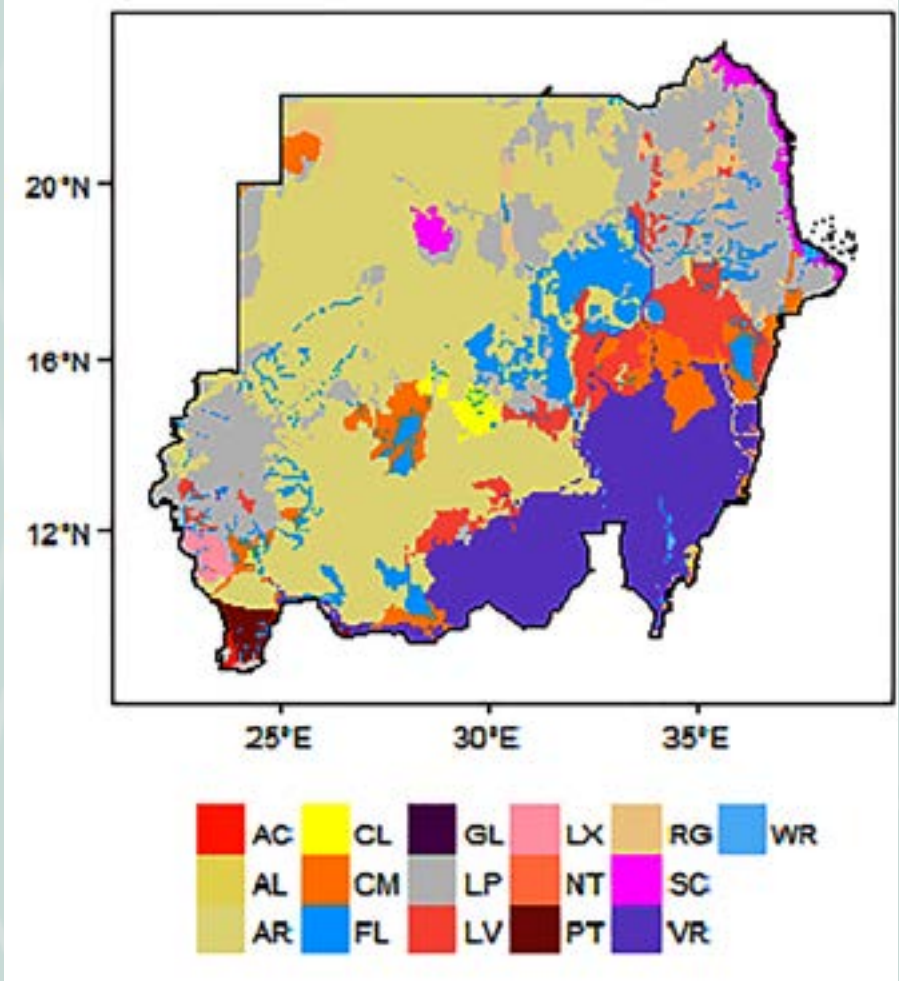 20°N
16°N
12°N
25°E 30°E 35°E
AC CL GL LX RG WR
AL CM LP NT SC
AR FL LV PT VR